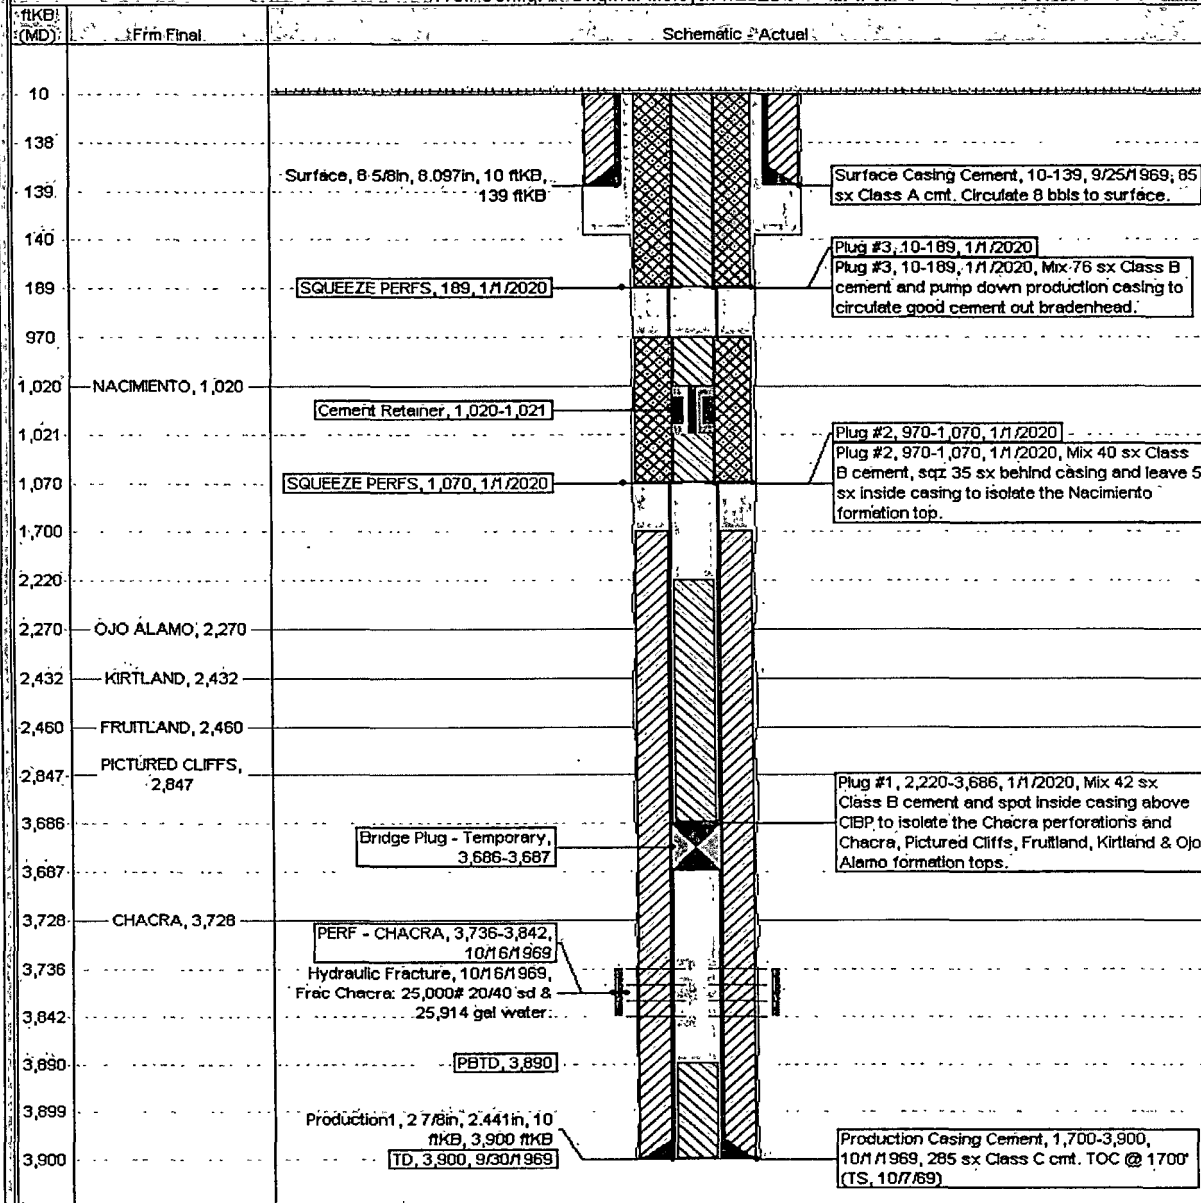 ftKB
(MD)
Frm Final
Schematic - Actual
10
138
Surface, 8 5/8in, 8.097in, 10 ftKB,
139 ftKB
Surface Casing Cement, 10-139, 9/25/1969, 85
sx Class A cmt. Circulate 8 bbls to surface.
139
140
Plug #3, 10-189, 1/1/2020
Plug #3, 10-189, 1/1/2020, Mix 76 sx Class B
cement and pump down production casing to
circulate good cement out bradenhead.
189
SQUEEZE PERFS, 189, 1/1/2020
970
1,020
NACIMIENTO, 1,020
Cement Retainer, 1,020-1,021
1,021
Plug #2, 970-1,070, 1/1/2020
Plug #2, 970-1,070, 1/1/2020, Mix 40 sx Class
B cement, sqz 35 sx behind casing and leave 5
sx inside casing to isolate the Nacimiento
formation top.
1,070
SQUEEZE PERFS, 1,070, 1/1/2020
1,700
2,220
2,270
OJO ALAMO, 2,270
2,432
KIRTLAND, 2,432
2,460
FRUITLAND, 2,460
2,847
PICTURED CLIFFS,
2,847
Plug #1, 2,220-3,686, 1/1/2020, Mix 42 sx
Class B cement and spot inside casing above
CIBP to isolate the Chacra perforations and
Chacra, Pictured Cliffs, Fruitland, Kirtland & Ojo
Alamo formation tops.
3,686
Bridge Plug - Temporary,
3,686-3,687
3,687
3,728
CHACRA, 3,728
PERF - CHACRA, 3,736-3,842,
10/16/1969
3,736
Hydraulic Fracture, 10/16/1969,
Frac Chacra: 25,000# 20/40 sd &
25,914 gal water.
3,842
3,890
PBTD, 3,890
3,899
Production1, 2 7/8in, 2.441in, 10
ftKB, 3,900 ftKB
TD, 3,900, 9/30/1969
3,900
Production Casing Cement, 1,700-3,900,
10/1/1969, 285 sx Class C cmt. TOC @ 1700'
(TS, 10/7/69)